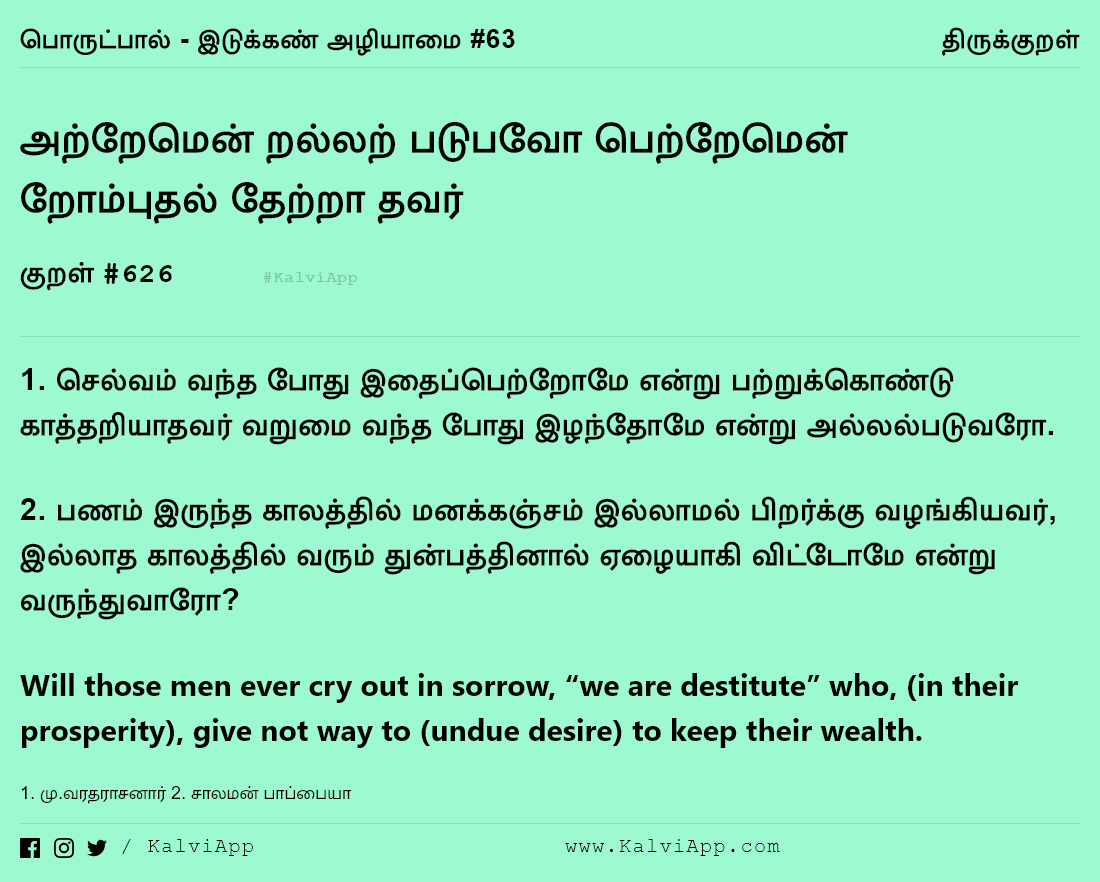 பொருட்பால் - இடுக்கண் அழியாமை #63 திருக்குறள்
அற்றேமென் றல்லற் படுபவோ பெற்றேமென்
றோம்புதல் தேற்றா தவர்
குறள் #626 #KalviApp
1. செல்வம் வந்த போது இதைப்பெற்றோமே என்று பற்றுக்கொண்டு
காத்தறியாதவர் வறுமை வந்த போது இழந்தோமே என்று அல்லல்படுவரோ.
2. பணம் இருந்த காலத்தில் மனக்கஞ்சம் இல்லாமல் பிறர்க்கு வழங்கியவர்,
இல்லாத காலத்தில் வரும் துன்பத்தினால் ஏழையாகி விட்டோமே என்று
வருந்துவாரோ?
Will those men ever cry out in sorrow, “we are destitute” who, (in their
prosperity), give not way to (undue desire) to keep their wealth.
1. மு.வரதராசனார் 2. சாலமன் பாப்பையா
/ KalviApp www.KalviApp.com